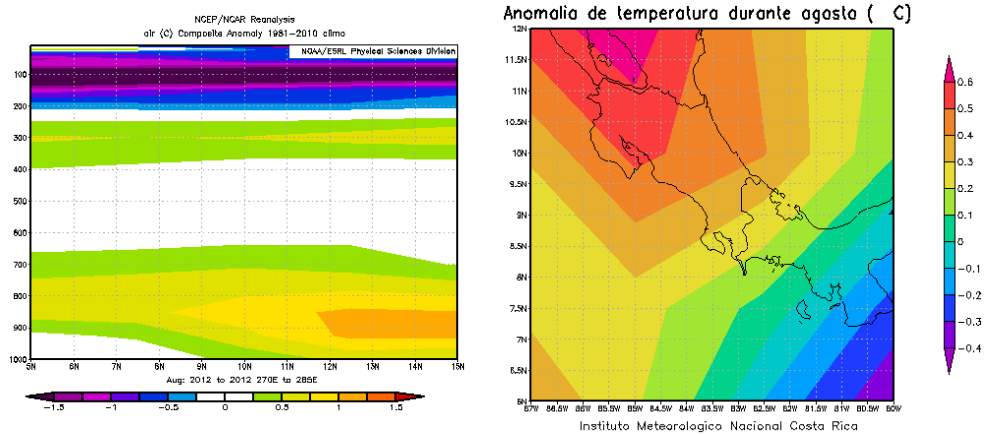 NCEP/NCAR Reanalysis
air (C) Composite Anomaly 1981-2010 clima
NOAA/ESRL Physical Sciences Division
100
200
300
400
500
600
700
800
900
1000
5N 6N 7N 8N 9N 10N 11N 12N 13N 14N 15N
Aug: 2012 to 2012 270E to 285E
-1.5 -1 -0.5 0 0.5 1 1.5
Anomalia de temperatura durante agosto ( C)
12N
11.5N
11N
10.5N
10N
9.5N
9N
8.5N
8N
7.5N
7N
6.5N
6N
87W 86.5W 86W 85.5W 85W 84.5W 84W 83.5W 83W 82.5W 82W 81.5W 81W 80.5W 80W
Instituto Meteorologico Nacional Costa Rica
0.6
0.5
0.4
0.3
0.2
0.1
0
-0.1
-0.2
-0.3
-0.4